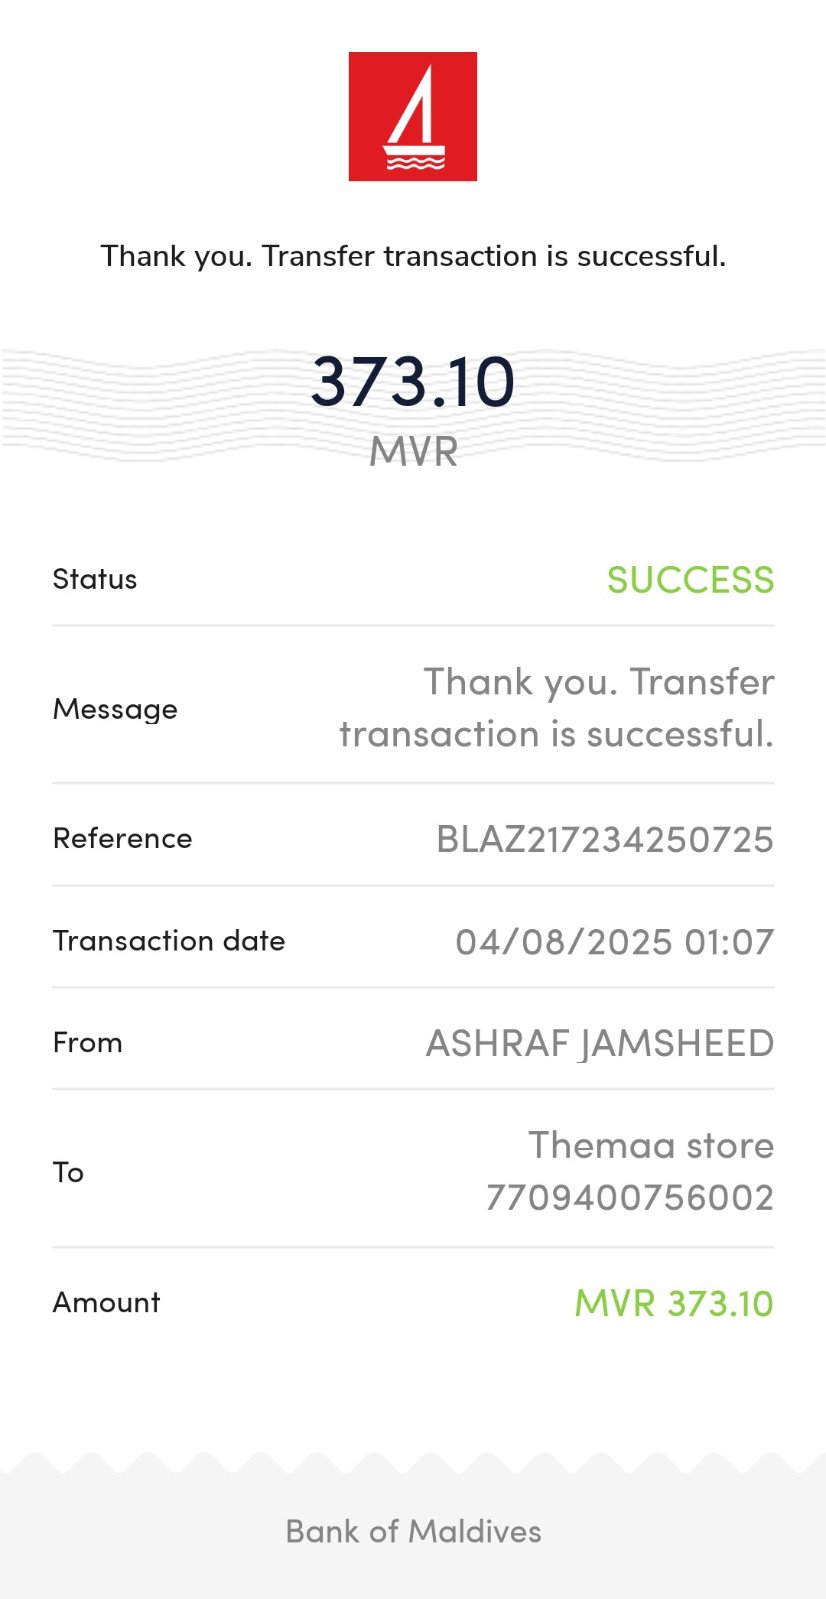 Thank you. Transfer transaction is successful.
373.10
MVR
Status
SUCCESS
Message
Thank you. Transfer
transaction is successful.
Reference
BLAZ217234250725
Transaction date
04/08/2025 01:07
From
ASHRAF JAMSHEED
To
Themaa store
7709400756002
Amount
MVR 373.10
Bank of Maldives